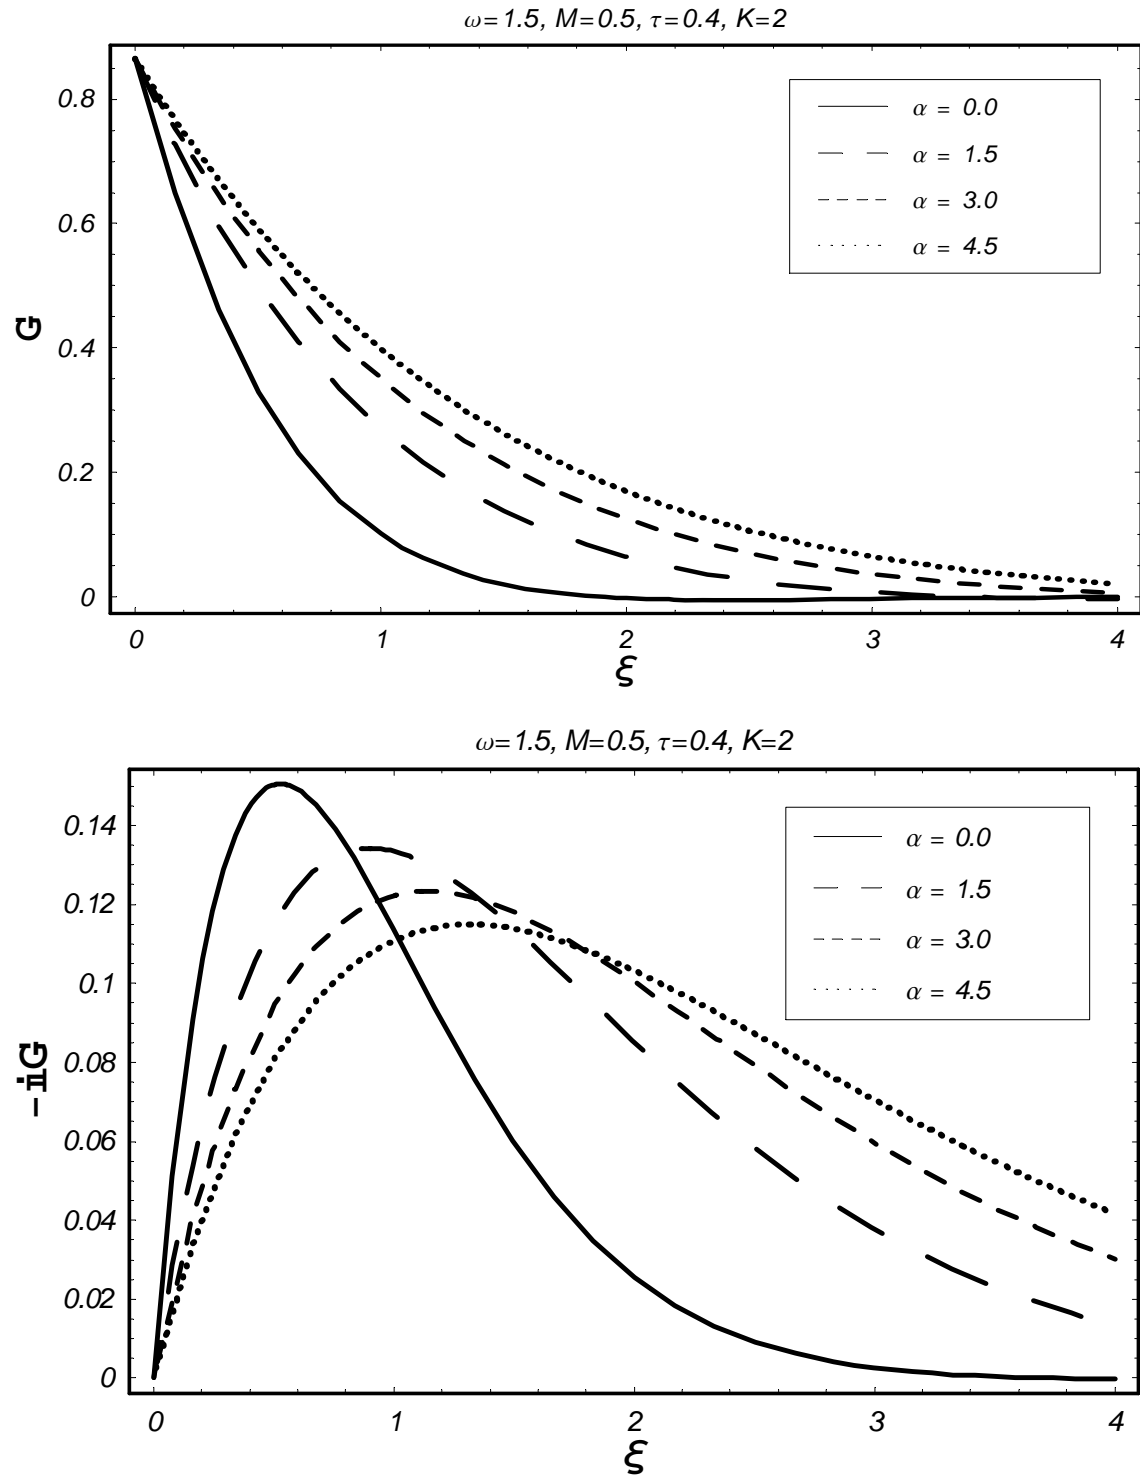 ω=1.5, M=0.5, τ=0.4, K=2
α = 0.0
α = 1.5
α = 3.0
α = 4.5
0.8
0.6
0.4
0.2
0
G
0 1 2 3 4
ξ
ω=1.5, M=0.5, τ=0.4, K=2
α = 0.0
α = 1.5
α = 3.0
α = 4.5
0.14
0.12
0.1
0.08
0.06
0.04
0.02
0
-ⅈG
0 1 2 3 4
ξ